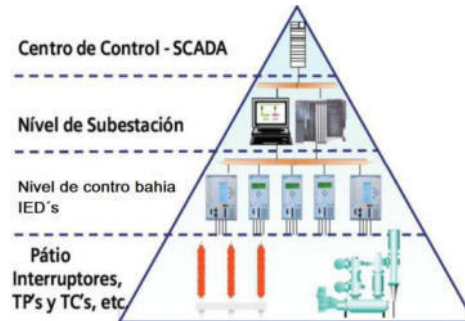 Centro de Control - SCADA
Nível de Subestación
Nivel de contro bahia
IED´s
Pátio
Interruptores,
TP's y TC's, etc.